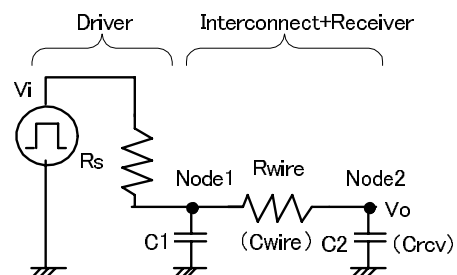 Driver
Interconnect+Receiver
Vi
Rs
Node1
Rwire
Node2
Vo
C1
(Cwire)
C2
(Crcv)